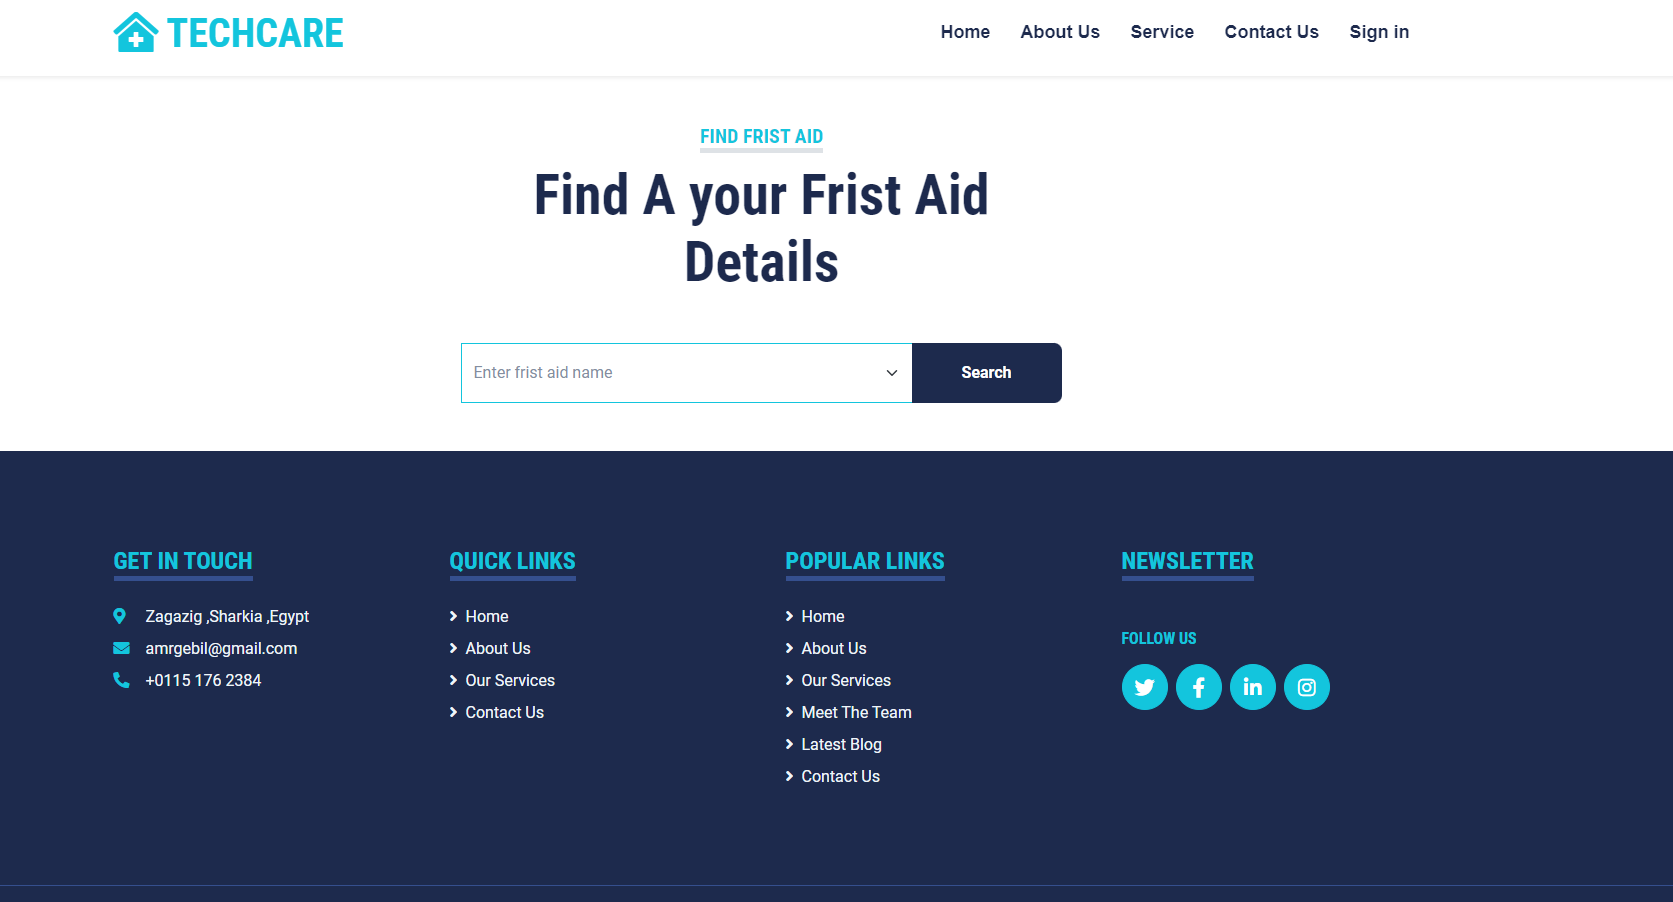 TECHCARE
Home About Us Service Contact Us Sign in
FIND FRIST AID
Find A your Frist Aid
Details
Enter frist aid name
Search
GET IN TOUCH
Zagazig ,Sharkia ,Egypt
amrgebil@gmail.com
+0115 176 2384
QUICK LINKS
Home
About Us
Our Services
Contact Us
POPULAR LINKS
Home
About Us
Our Services
Meet The Team
Latest Blog
Contact Us
NEWSLETTER
FOLLOW US